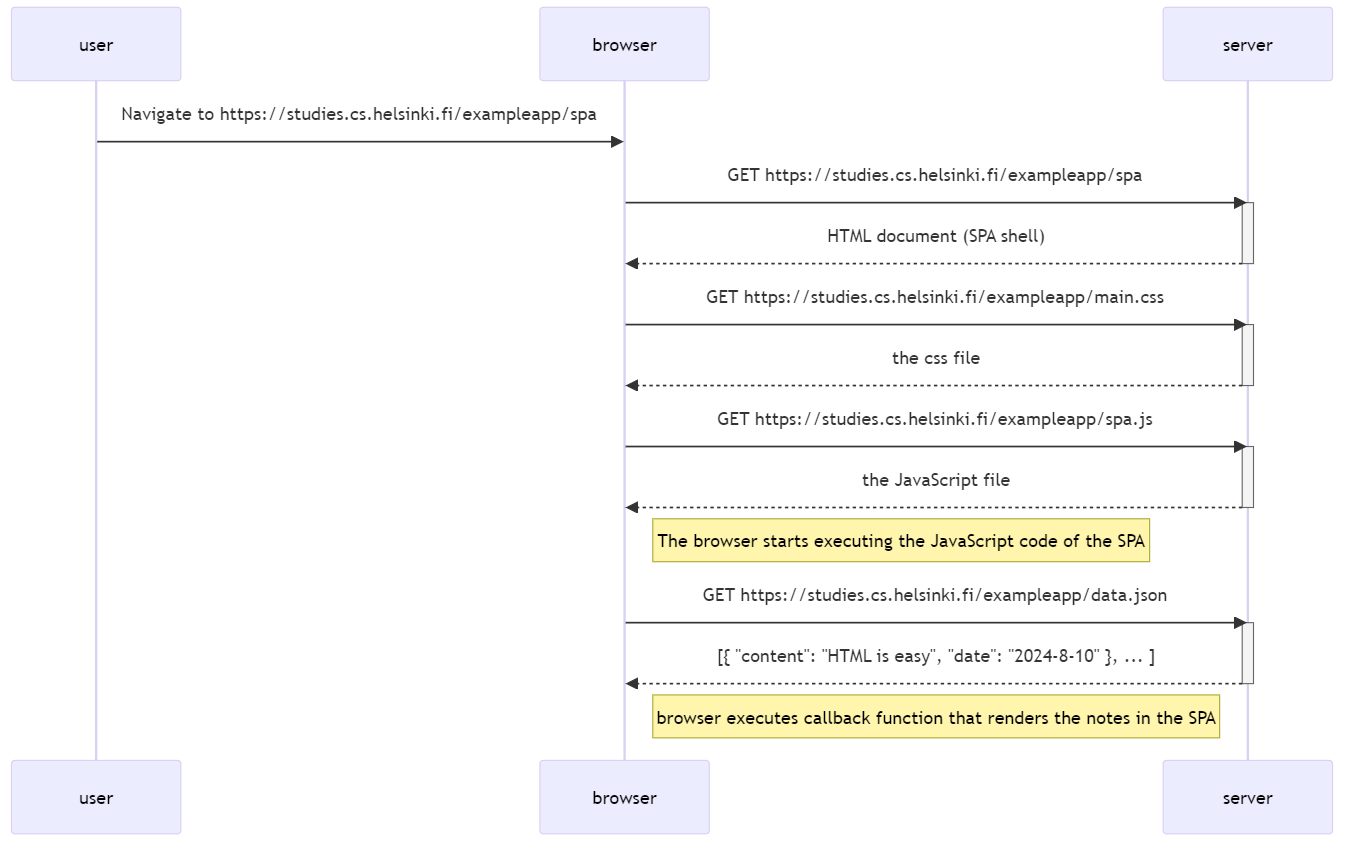 user
browser
server
Navigate to https://studies.cs.helsinki.fi/exampleapp/spa
GET https://studies.cs.helsinki.fi/exampleapp/spa
HTML document (SPA shell)
GET https://studies.cs.helsinki.fi/exampleapp/main.css
the css file
GET https://studies.cs.helsinki.fi/exampleapp/spa.js
the JavaScript file
The browser starts executing the JavaScript code of the SPA
GET https://studies.cs.helsinki.fi/exampleapp/data.json
[{ "content": "HTML is easy", "date": "2024-8-10" }, ... ]
browser executes callback function that renders the notes in the SPA
user
browser
server